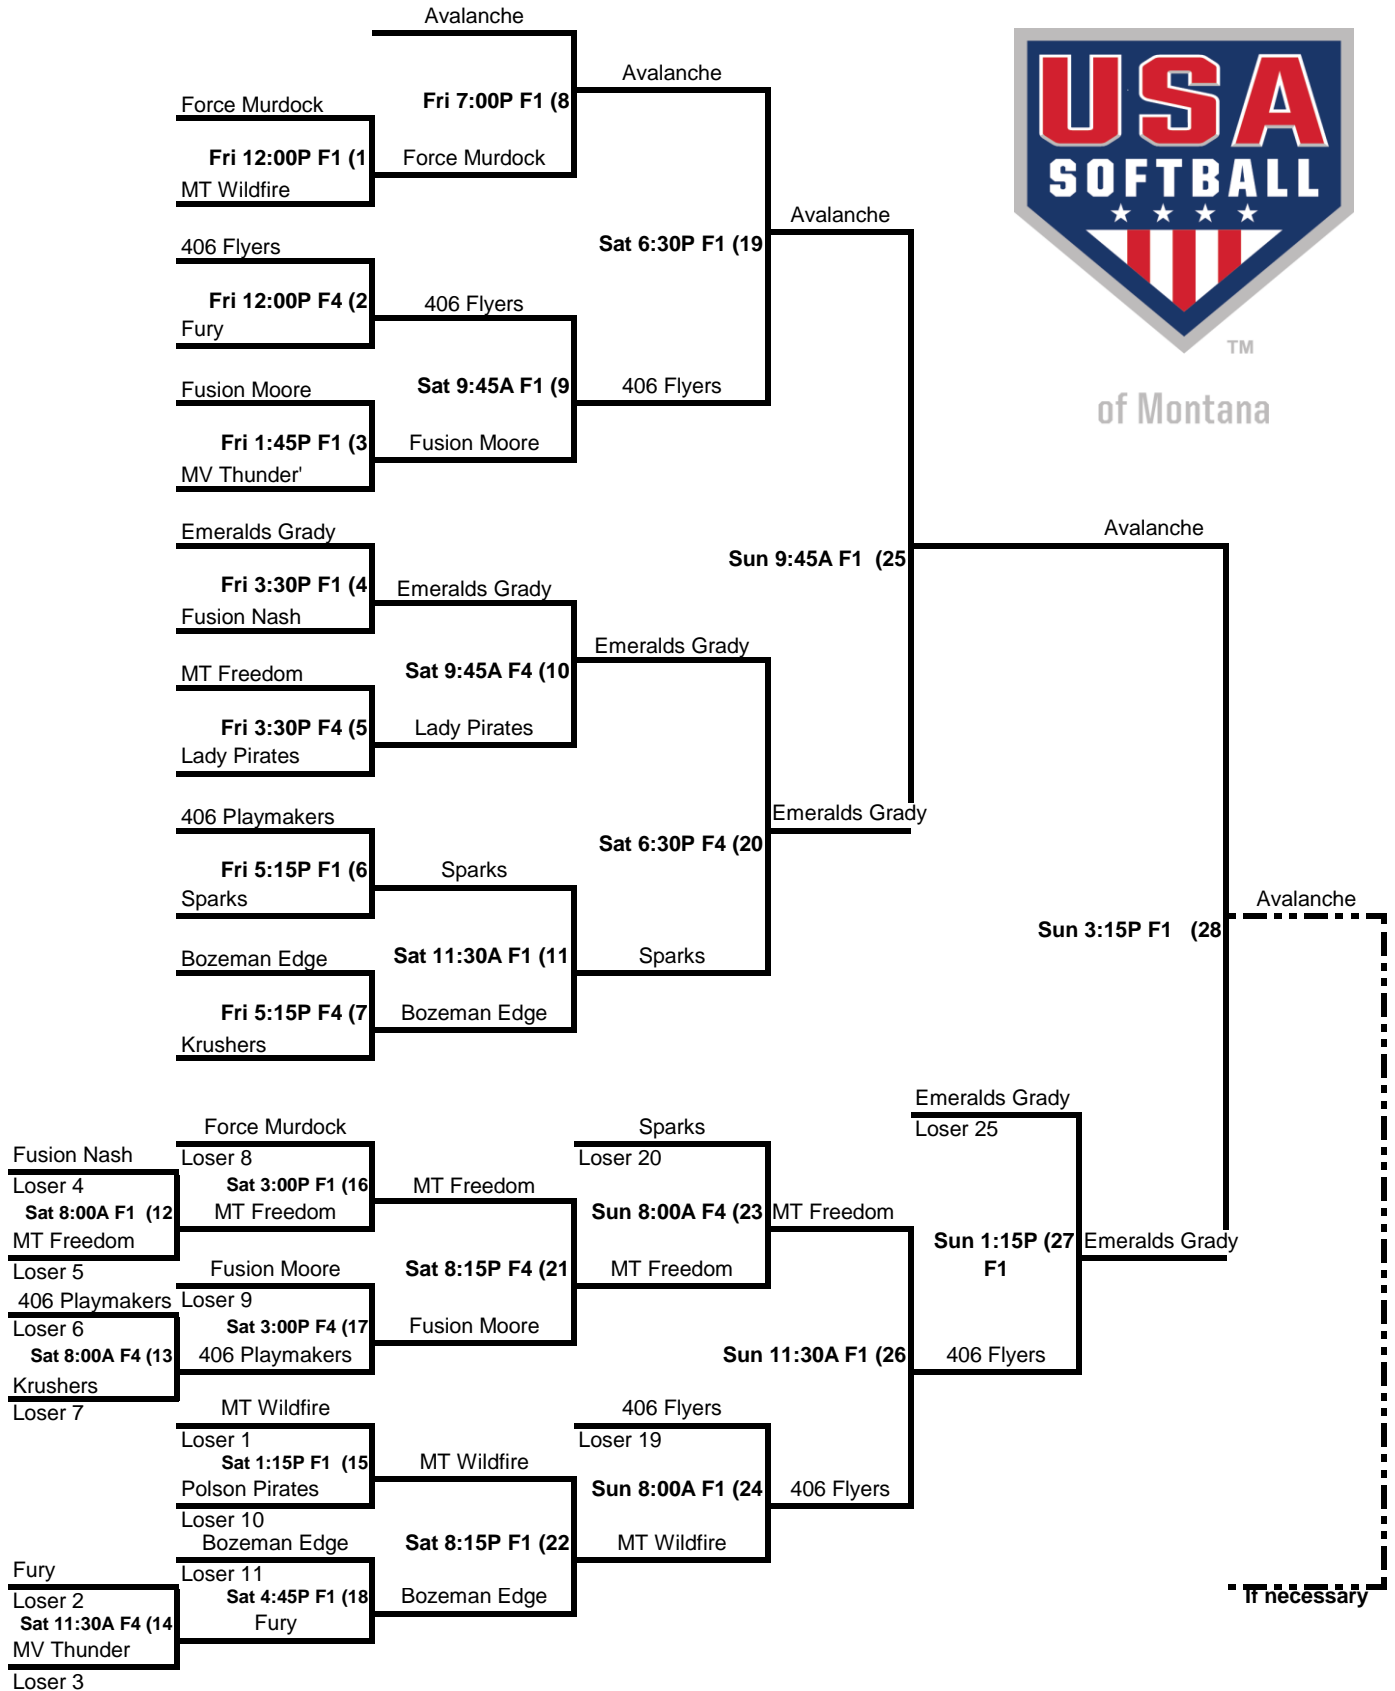 Avalanche
USA
SOFTBALL
TM
of Montana
Avalanche
Force Murdock
Fri 7:00P F1 (8
Fri 12:00P F1 (1
Force Murdock
MT Wildfire
Avalanche
406 Flyers
Sat 6:30P F1 (19
Fri 12:00P F4 (2
406 Flyers
Fury
Fusion Moore
Sat 9:45A F1 (9
406 Flyers
Fri 1:45P F1 (3
Fusion Moore
MV Thunder'
Emeralds Grady
Avalanche
Sun 9:45A F1 (25
Fri 3:30P F1 (4
Emeralds Grady
Fusion Nash
Emeralds Grady
MT Freedom
Sat 9:45A F4 (10
Fri 3:30P F4 (5
Lady Pirates
Lady Pirates
406 Playmakers
Emeralds Grady
Sat 6:30P F4 (20
Fri 5:15P F1 (6
Sparks
Sparks
Avalanche
Sun 3:15P F1 (28
Bozeman Edge
Sat 11:30A F1 (11
Sparks
Fri 5:15P F4 (7
Bozeman Edge
Krushers
Emeralds Grady
Loser 25
Force Murdock
Sparks
Fusion Nash
Loser 8
Loser 20
Loser 4
Sat 3:00P F1 (16
MT Freedom
Sat 8:00A F1 (12
MT Freedom
Sun 8:00A F4 (23
MT Freedom
MT Freedom
Sun 1:15P (27
F1
Emeralds Grady
Loser 5
Fusion Moore
Sat 8:15P F4 (21
MT Freedom
406 Playmakers
Loser 9
Loser 6
Sat 3:00P F4 (17
Fusion Moore
Sat 8:00A F4 (13
406 Playmakers
Sun 11:30A F1 (26
406 Flyers
Krushers
Loser 7
MT Wildfire
406 Flyers
Loser 1
Loser 19
Sat 1:15P F1 (15
MT Wildfire
Polson Pirates
Sun 8:00A F1 (24
406 Flyers
Loser 10
Bozeman Edge
Sat 8:15P F1 (22
MT Wildfire
Fury
Loser 11
Loser 2
Sat 4:45P F1 (18
Bozeman Edge
If necessary
Sat 11:30A F4 (14
Fury
MV Thunder
Loser 3